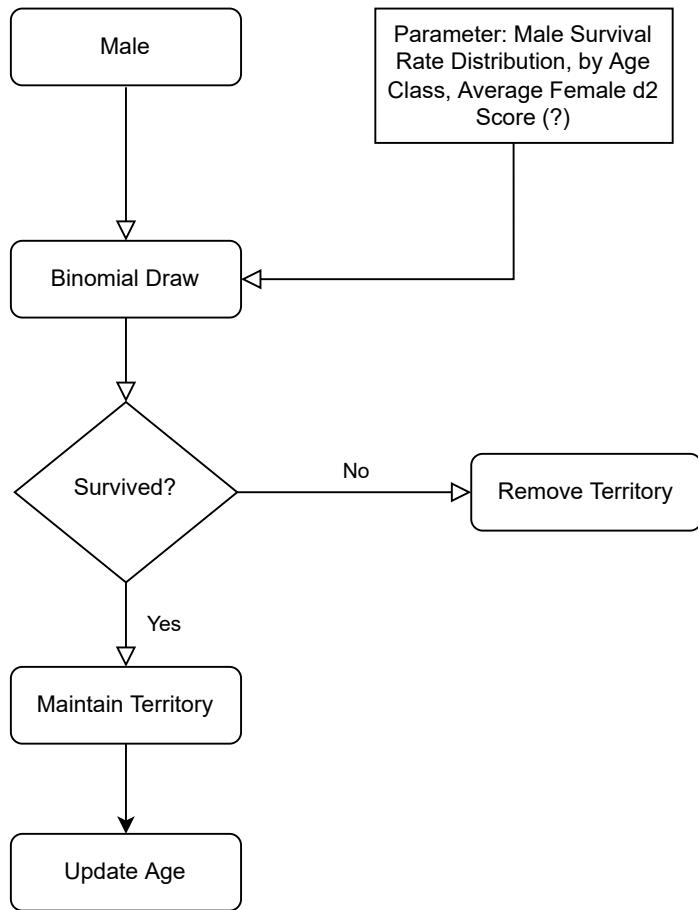 Male
Parameter: Male Survival
Rate Distribution, by Age
Class, Average Female d2
Score (?)
Binomial Draw
Survived?
No
Remove Territory
Yes
Maintain Territory
Update Age